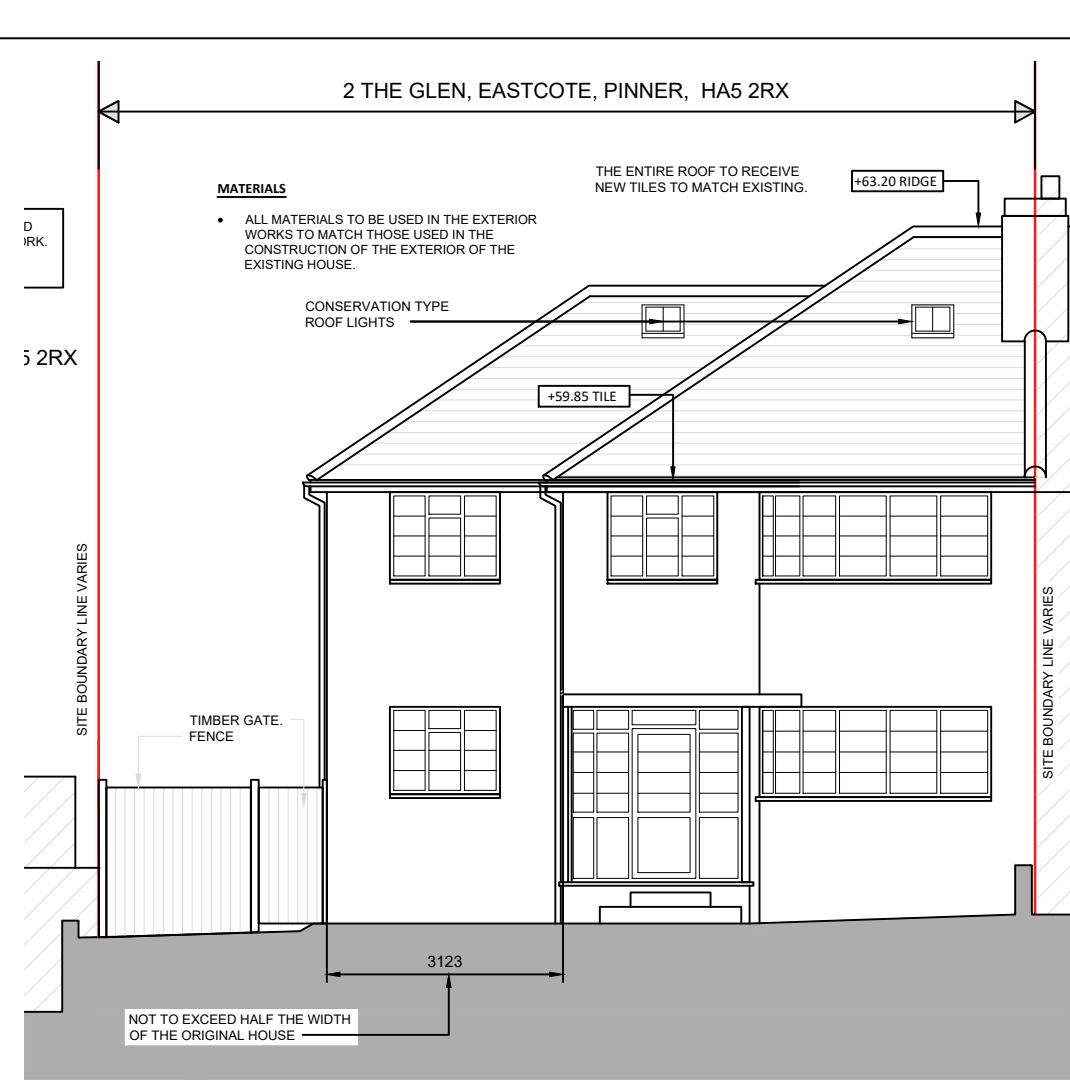 2 THE GLEN, EASTCOTE, PINNER, HA5 2RX
MATERIALS
• ALL MATERIALS TO BE USED IN THE EXTERIOR
WORKS TO MATCH THOSE USED IN THE
CONSTRUCTION OF THE EXTERIOR OF THE
EXISTING HOUSE.
THE ENTIRE ROOF TO RECEIVE
NEW TILES TO MATCH EXISTING.
+63.20 RIDGE
CONSERVATION TYPE
ROOF LIGHTS
5 2RX
+59.85 TILE
SITE BOUNDARY LINE VARIES
SITE BOUNDARY LINE VARIES
TIMBER GATE.
FENCE
3123
NOT TO EXCEED HALF THE WIDTH
OF THE ORIGINAL HOUSE